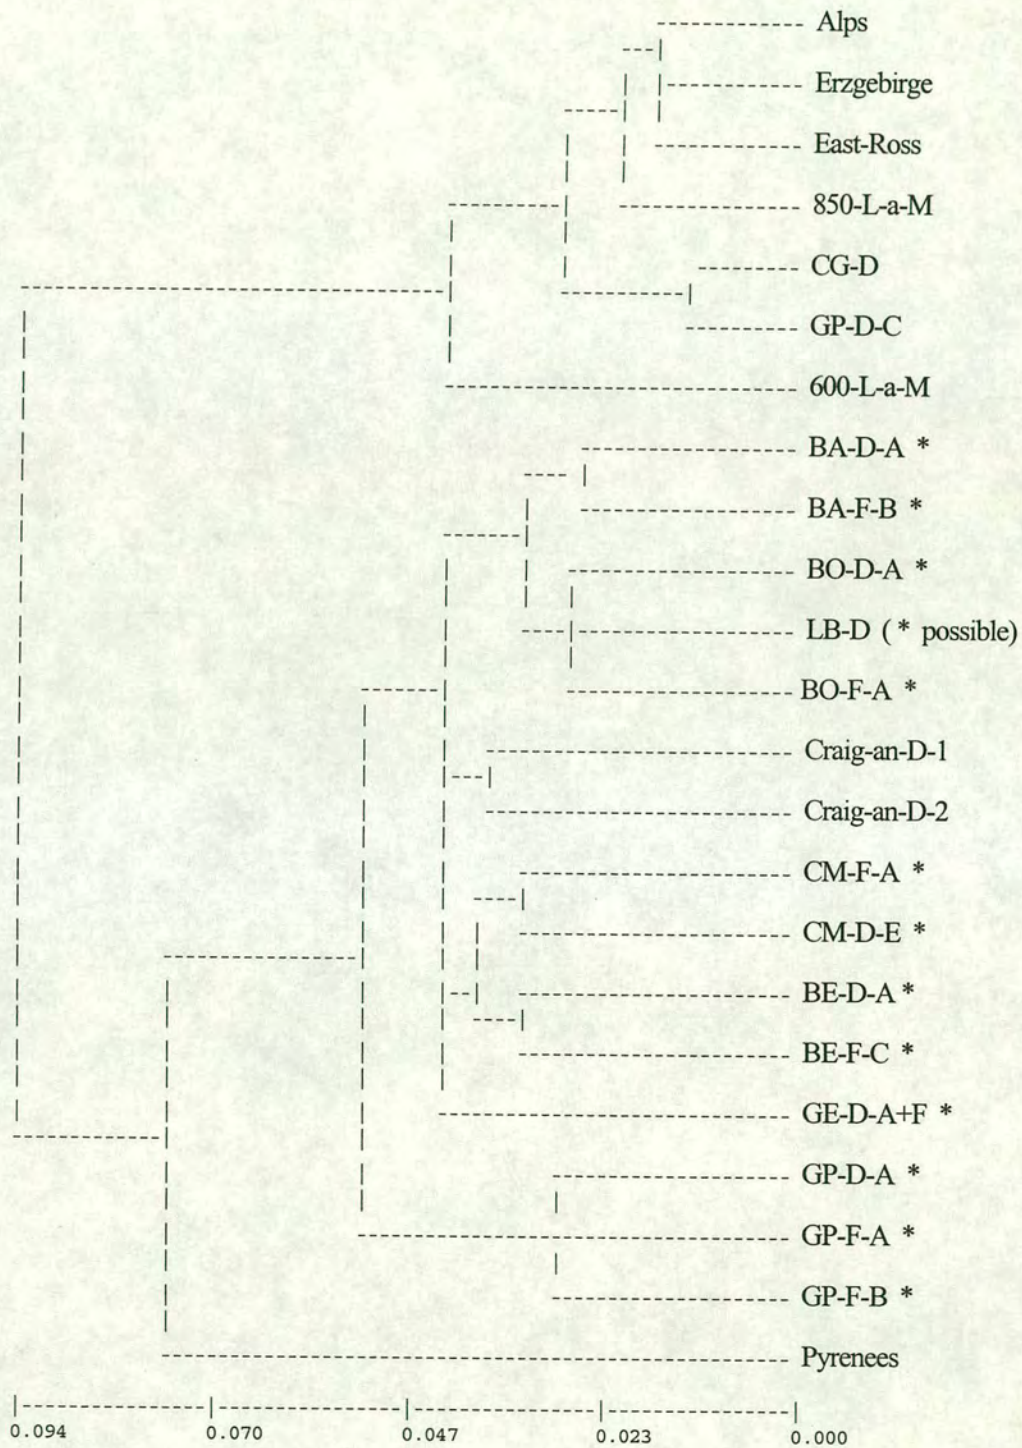 Alps
Erzgebirge
East-Ross
850-L-a-M
CG-D
GP-D-C
600-L-a-M
BA-D-A *
BA-F-B *
BO-D-A *
LB-D ( * possible)
BO-F-A *
Craig-an-D-1
Craig-an-D-2
CM-F-A *
CM-D-E *
BE-D-A *
BE-F-C *
GE-D-A+F *
GP-D-A *
GP-F-A *
GP-F-B *
Pyrenees
0.094 0.070 0.047 0.023 0.000